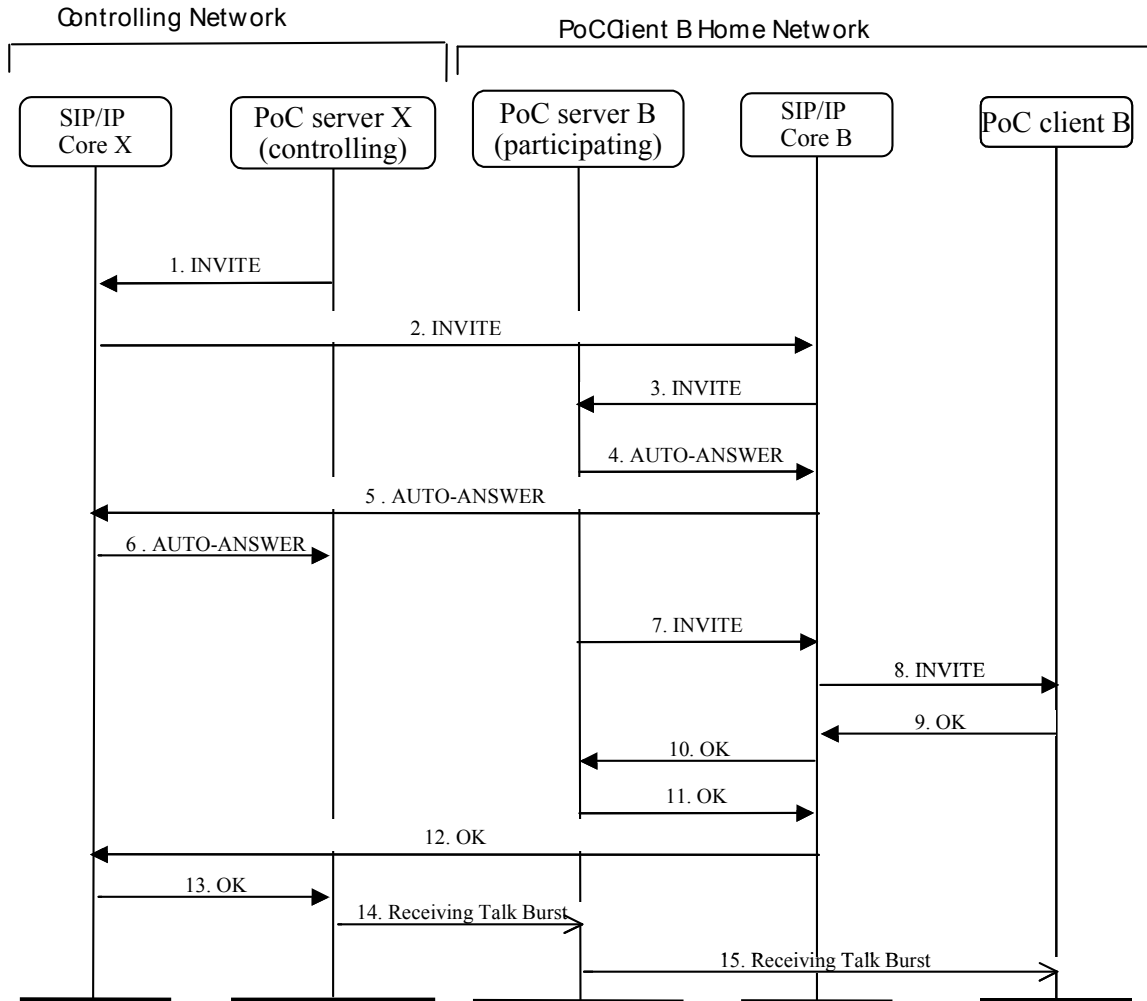 Controlling Network
PoCClient B Home Network
SIP/IP
Core X
PoC server X
(controlling)
PoC server B
(participating)
SIP/IP
Core B
PoC client B
1. INVITE
2. INVITE
3. INVITE
4. AUTO-ANSWER
5 . AUTO-ANSWER
6 . AUTO-ANSWER
7. INVITE
8. INVITE
9. OK
10. OK
11. OK
12. OK
13. OK
14. Receiving Talk Burst
15. Receiving Talk Burst